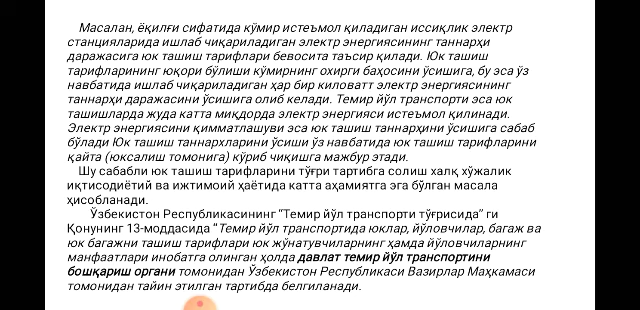 Масалан, ёқилғи сифатида кўмир истеъмол қиладиган иссиқлик электр
станцияларида ишлаб чиқариладиган электр энергиясининг таннарҳи
даражасига юк ташиш тарифлари бевосита таъсир қилади. Юк ташиш
тарифларининг юқори бўлиши кўмирнинг охирги баҳосини ўсишига, бу эса ўз
навбатида ишлаб чиқариладиган ҳар бир киловатт электр энергиясининг
таннарҳи даражасини ўсишига олиб келади. Темир йўл транспорти эса юк
ташишларда жуда катта миқдорда электр энергияси истеъмол қилинади.
Электр энергиясини қимматлашуви эса юк ташиш таннарҳини ўсишига сабаб
бўлади Юк ташиш таннархларини ўсиши ўз навбатида юк ташиш тарифларини
қайта (юксалиш томонига) кўриб чиқишга мажбур этади.
Шу сабабли юк ташиш тарифларини тўғри тартибга солиш халқ хўжалик
иқтисодиётий ва ижтимоий ҳаётида катта аҳамиятга эга бўлган масала
ҳисобланади.
Ўзбекистон Республикасининг “Темир йўл транспорти тўғрисида” ги
Қонунинг 13-моддасида “Темир йўл транспортида юклар, йўловчилар, багаж ва
юк багажни ташиш тарифлари юк жўнатувчиларнинг ҳамда йўловчиларнинг
манфаатлари инобатга олинган ҳолда давлат темир йўл транспортини
бошқариш органи томонидан Ўзбекистон Республикаси Вазирлар Маҳкамаси
томонидан тайин этилган тартибда белгиланади.